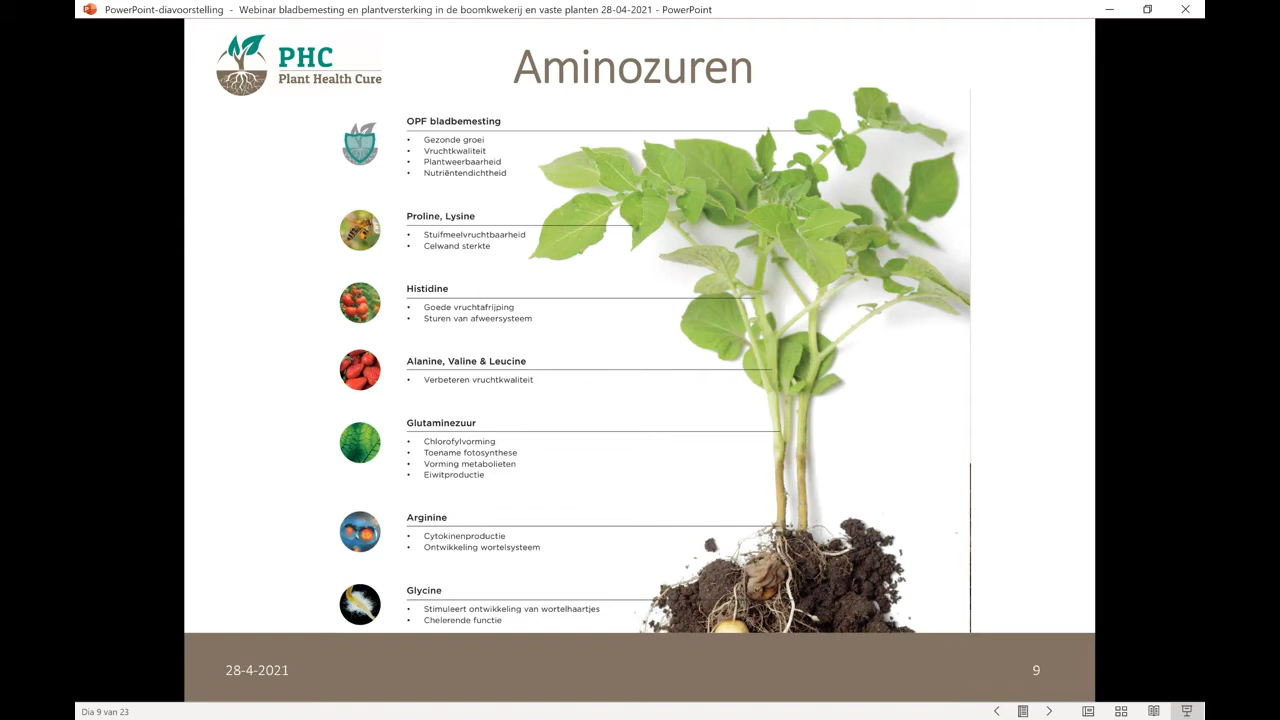 PowerPoint-diavoorstelling - Webinar bladbemesting en plantversterking in de boomkwekerij en vaste planten 28-04-2021 - PowerPoint
PHC
Plant Health Cure
Aminozuren
OPF bladbemesting
• Gezonde groei
• Vruchtkwaliteit
• Plantweerbaarheid
• Nutriëntendichtheid
Proline, Lysine
• Stuifmeelvruchtbaarheid
• Celwand sterkte
Histidine
• Goede vruchtafrijping
• Sturen van afweersysteem
Alanine, Valine & Leucine
• Verbeteren vruchtkwaliteit
Glutaminezuur
• Chlorofylvorming
• Toename fotosynthese
• Vorming metabolieten
• Eiwitproductie
Arginine
• Cytokinenproductie
• Ontwikkeling wortelsysteem
Glycine
• Stimuleert ontwikkeling van wortelhaartjes
• Chelerende functie
28-4-2021
9
Dia 9 van 23